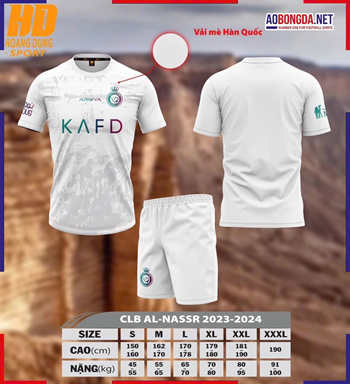 HD
HOANG DUNG
SPORT
Vải mè Hàn Quốc
AOBONGDA.NET
KAFD
CLB AL-NASSR 2023-2024
SIZE S M L XL XXL XXXL
CAO(cm) 150 160 162 170 170 178 179 180 181 190 190
NẶNG(kg) 45 55 55 65 65 70 70 80 80 95 91 100